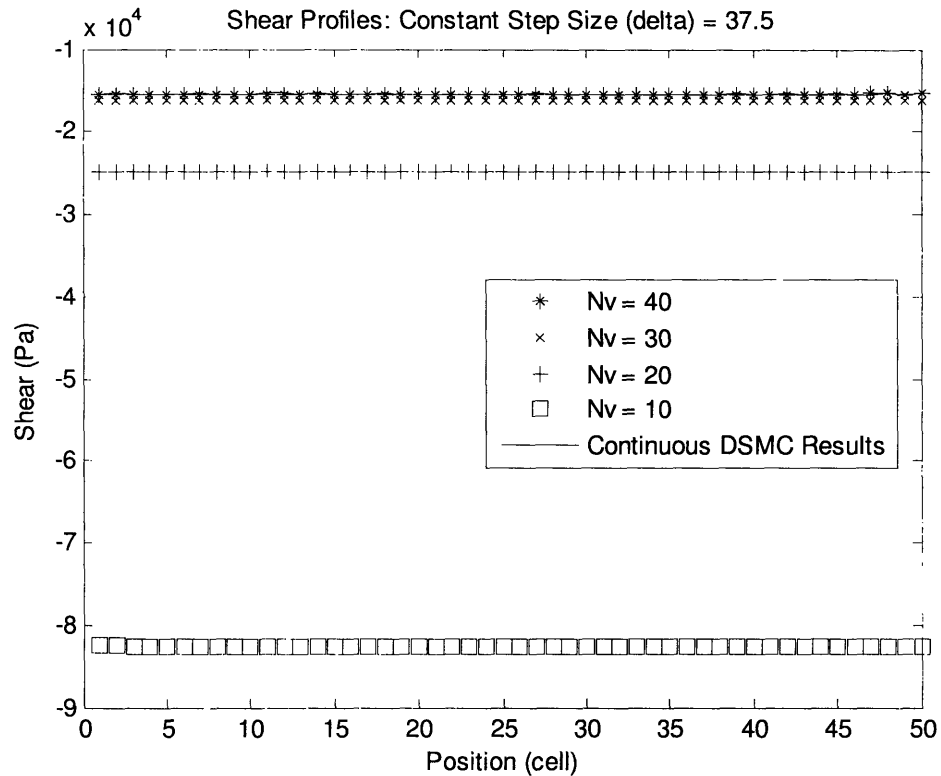 Shear Profiles: Constant Step Size (delta) = 37.5
x 10⁴
-1
-2
-3
-4
-5
-6
-7
-8
-9
Shear (Pa)
Nv = 40
Nv = 30
Nv = 20
Nv = 10
Continuous DSMC Results
0 5 10 15 20 25 30 35 40 45 50
Position (cell)